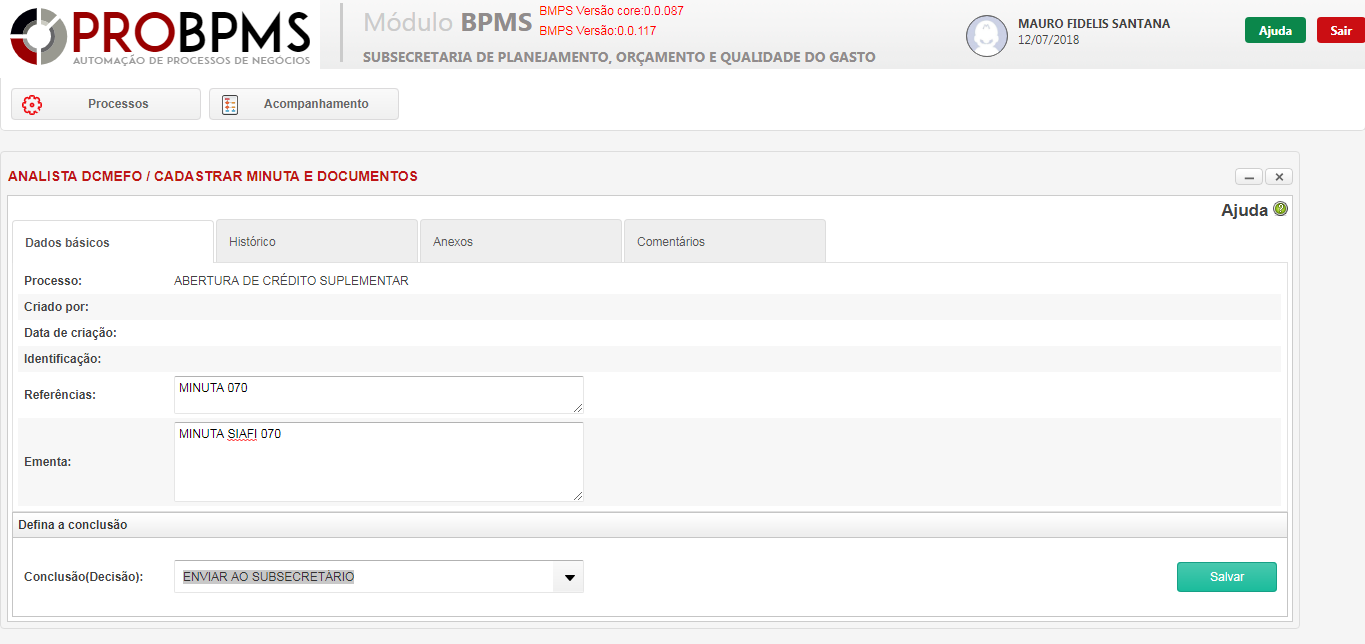 PROBPMS
AUTOMAÇÃO DE PROCESSOS DE NEGÓCIOS
Módulo BPMS
BMPS Versão core:0.0.087
BMPS Versão:0.0.117
SUBSECRETARIA DE PLANEJAMENTO, ORÇAMENTO E QUALIDADE DO GASTO
MAURO FIDELIS SANTANA
12/07/2018
Ajuda
Sair
Processos
Acompanhamento
ANALISTA DCMEFO / CADASTRAR MINUTA E DOCUMENTOS
Ajuda
Dados básicos
Histórico
Anexos
Comentários
Processo: ABERTURA DE CRÉDITO SUPLEMENTAR
Criado por:
Data de criação:
Identificação:
Referências: MINUTA 070
Ementa: MINUTA SIAFI 070
Defina a conclusão
Conclusão(Decisão): ENVIAR AO SUBSECRETÁRIO
Salvar